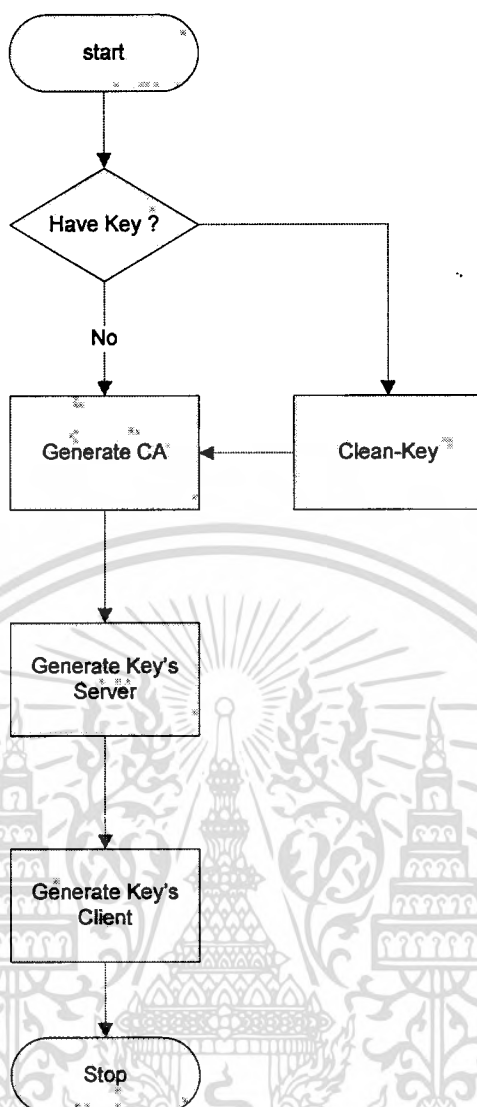 start
Have Key ?
No
Generate CA
Clean-Key
Generate Key's
Server
Generate Key's
Client
Stop